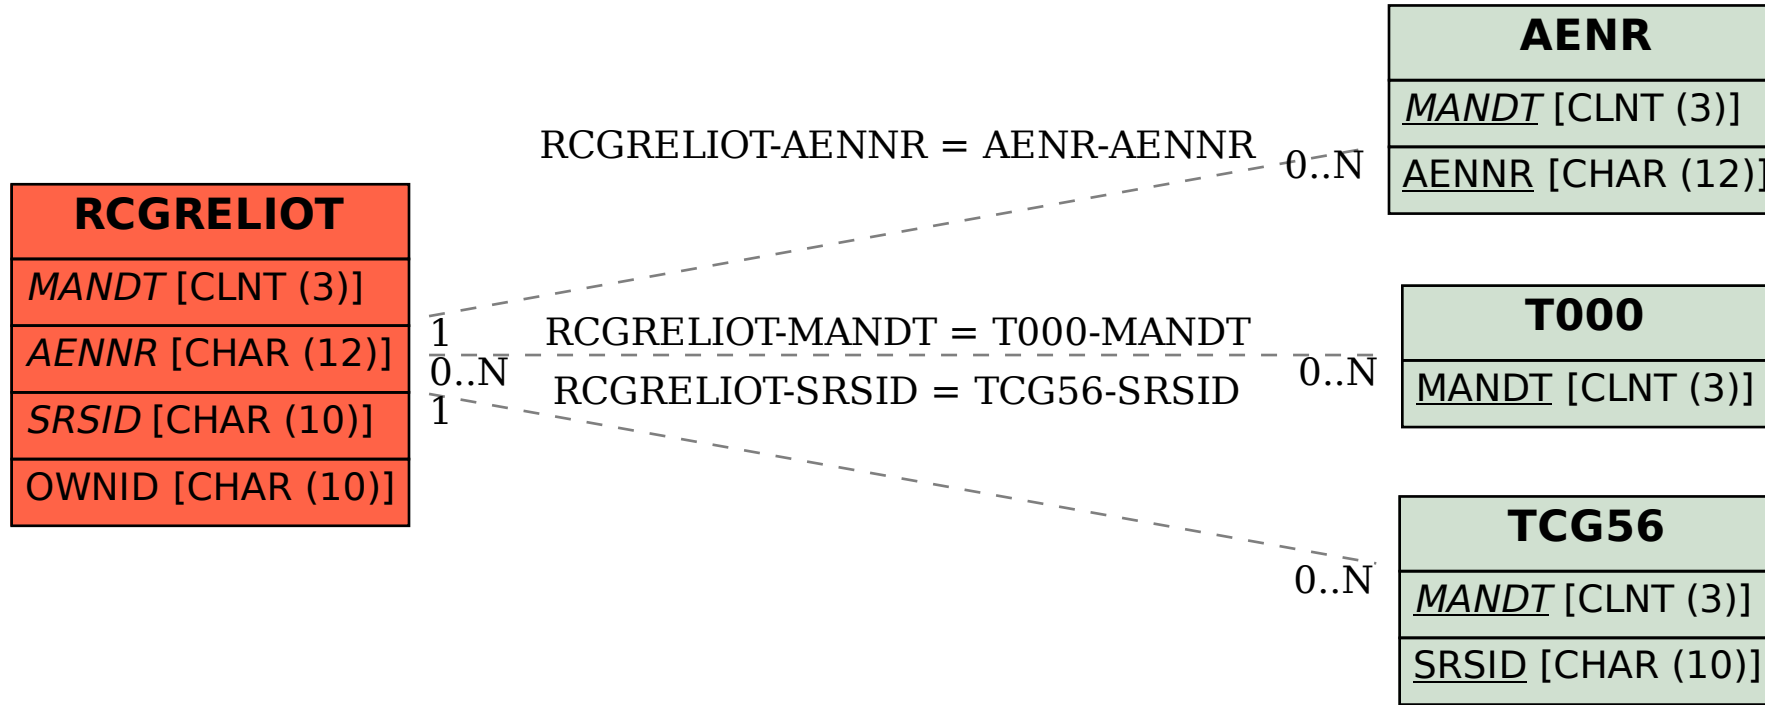 RCGRELIOT
MANDT [CLNT (3)]
AENNR [CHAR (12)]
SRSID [CHAR (10)]
OWNID [CHAR (10)]
RCGRELIOT-AENNR = AENR-AENNR
0..N
1
RCGRELIOT-MANDT = T000-MANDT
0..N
0..N
RCGRELIOT-SRSID = TCG56-SRSID
1
0..N
AENR
MANDT [CLNT (3)]
AENNR [CHAR (12)]
T000
MANDT [CLNT (3)]
TCG56
MANDT [CLNT (3)]
SRSID [CHAR (10)]